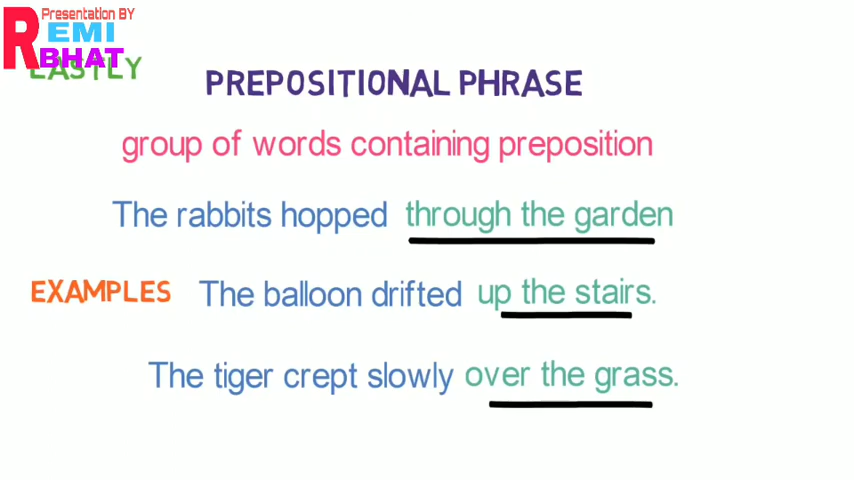 Presentation BY
REMI
BHAT
LASTLY
PREPOSITIONAL PHRASE
group of words containing preposition
The rabbits hopped through the garden
EXAMPLES
The balloon drifted up the stairs.
The tiger crept slowly over the grass.